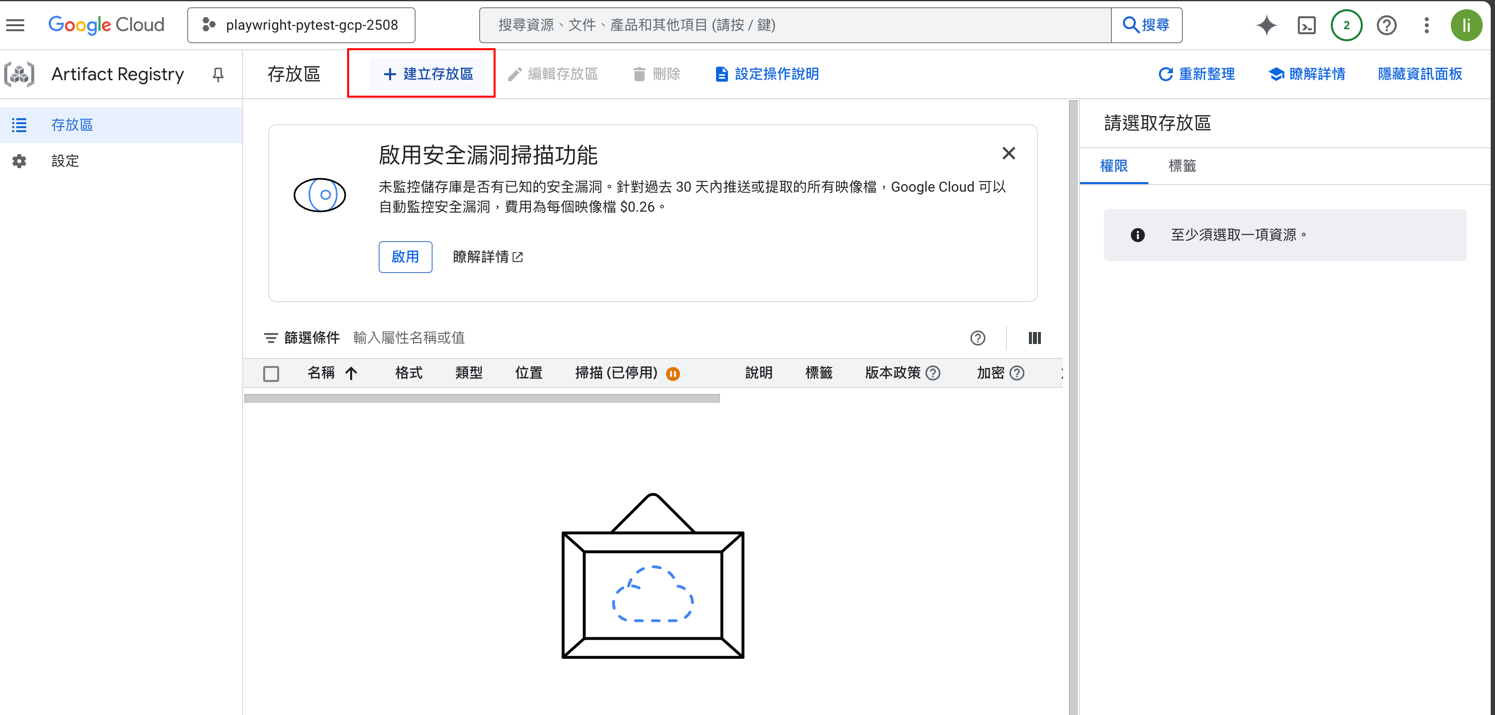 Google Cloud
playwright-pytest-gcp-2508
搜尋資源、文件、產品和其他項目 (請按 / 鍵)
搜尋
2
li
Artifact Registry
存放區
建立存放區
編輯存放區
刪除
設定操作說明
重新整理
瞭解詳情
隱藏資訊面板
存放區
設定
啟用安全漏洞掃描功能
未監控儲存庫是否有已知的安全漏洞。針對過去 30 天內推送或提取的所有映像檔，Google Cloud 可以
自動監控安全漏洞，費用為每個映像檔 $0.26。
啟用
瞭解詳情
篩選條件
輸入屬性名稱或值
名稱
格式
類型
位置
掃描 (已停用)
說明
標籤
版本政策
加密
請選取存放區
權限
標籤
至少須選取一項資源。